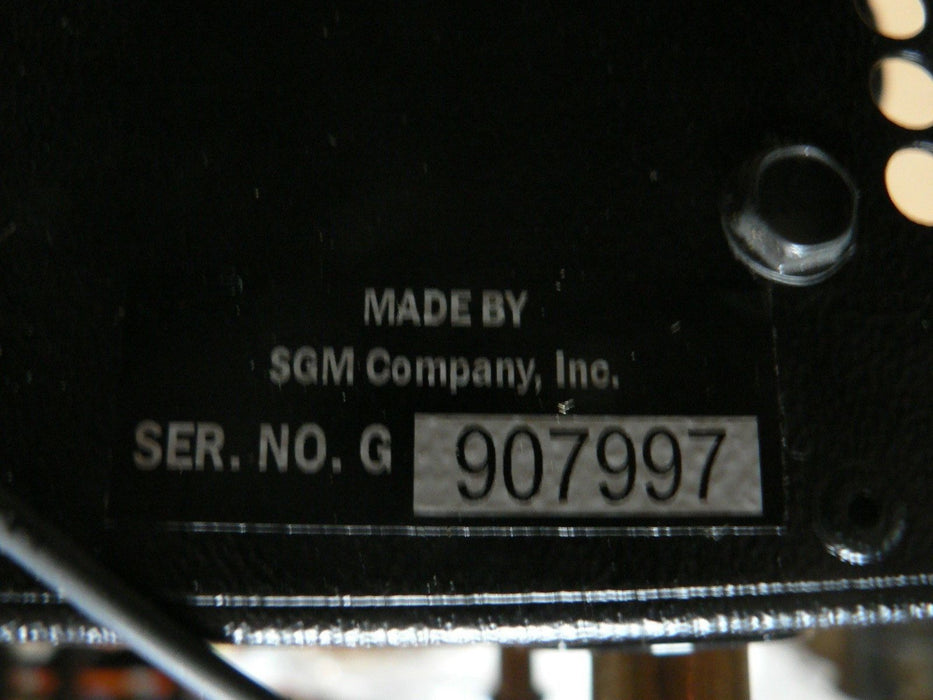 MADE BY
SGM Company, Inc.
SER. NO. G 907997